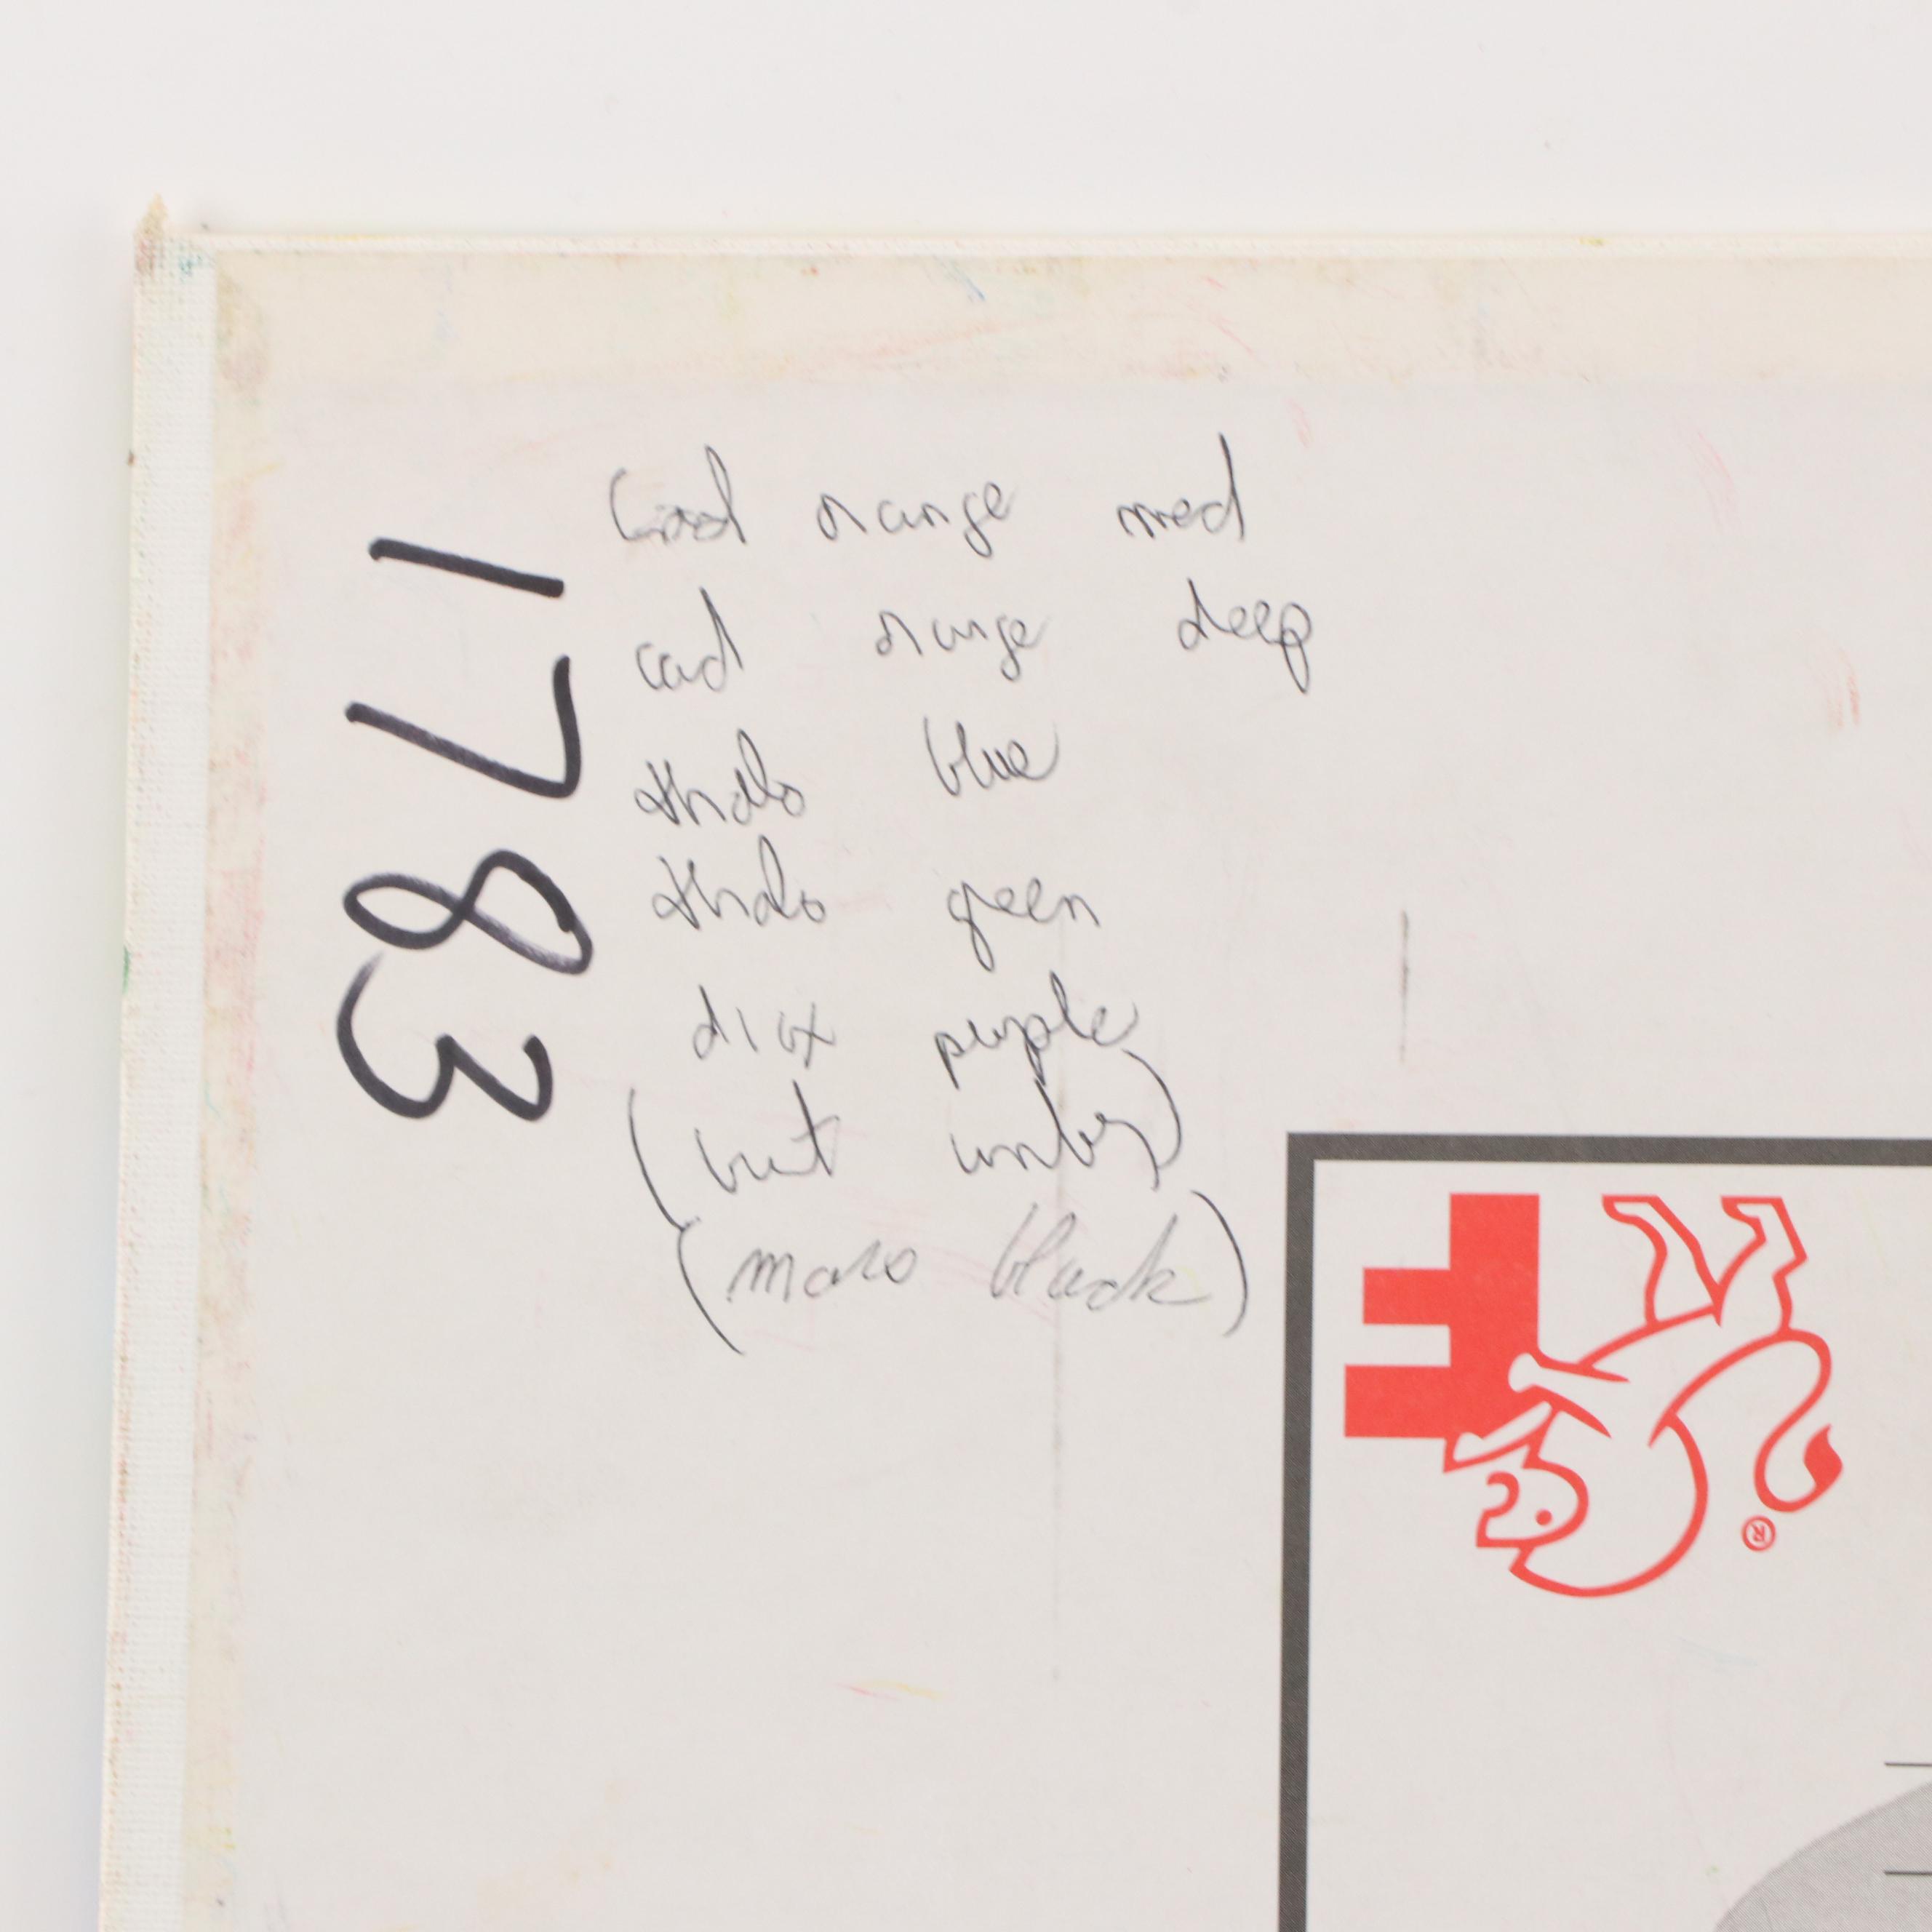 1783
cad orange med
cad orange deep
thalo blue
thalo green
diox purple
(burnt umber)
(mars black)
®